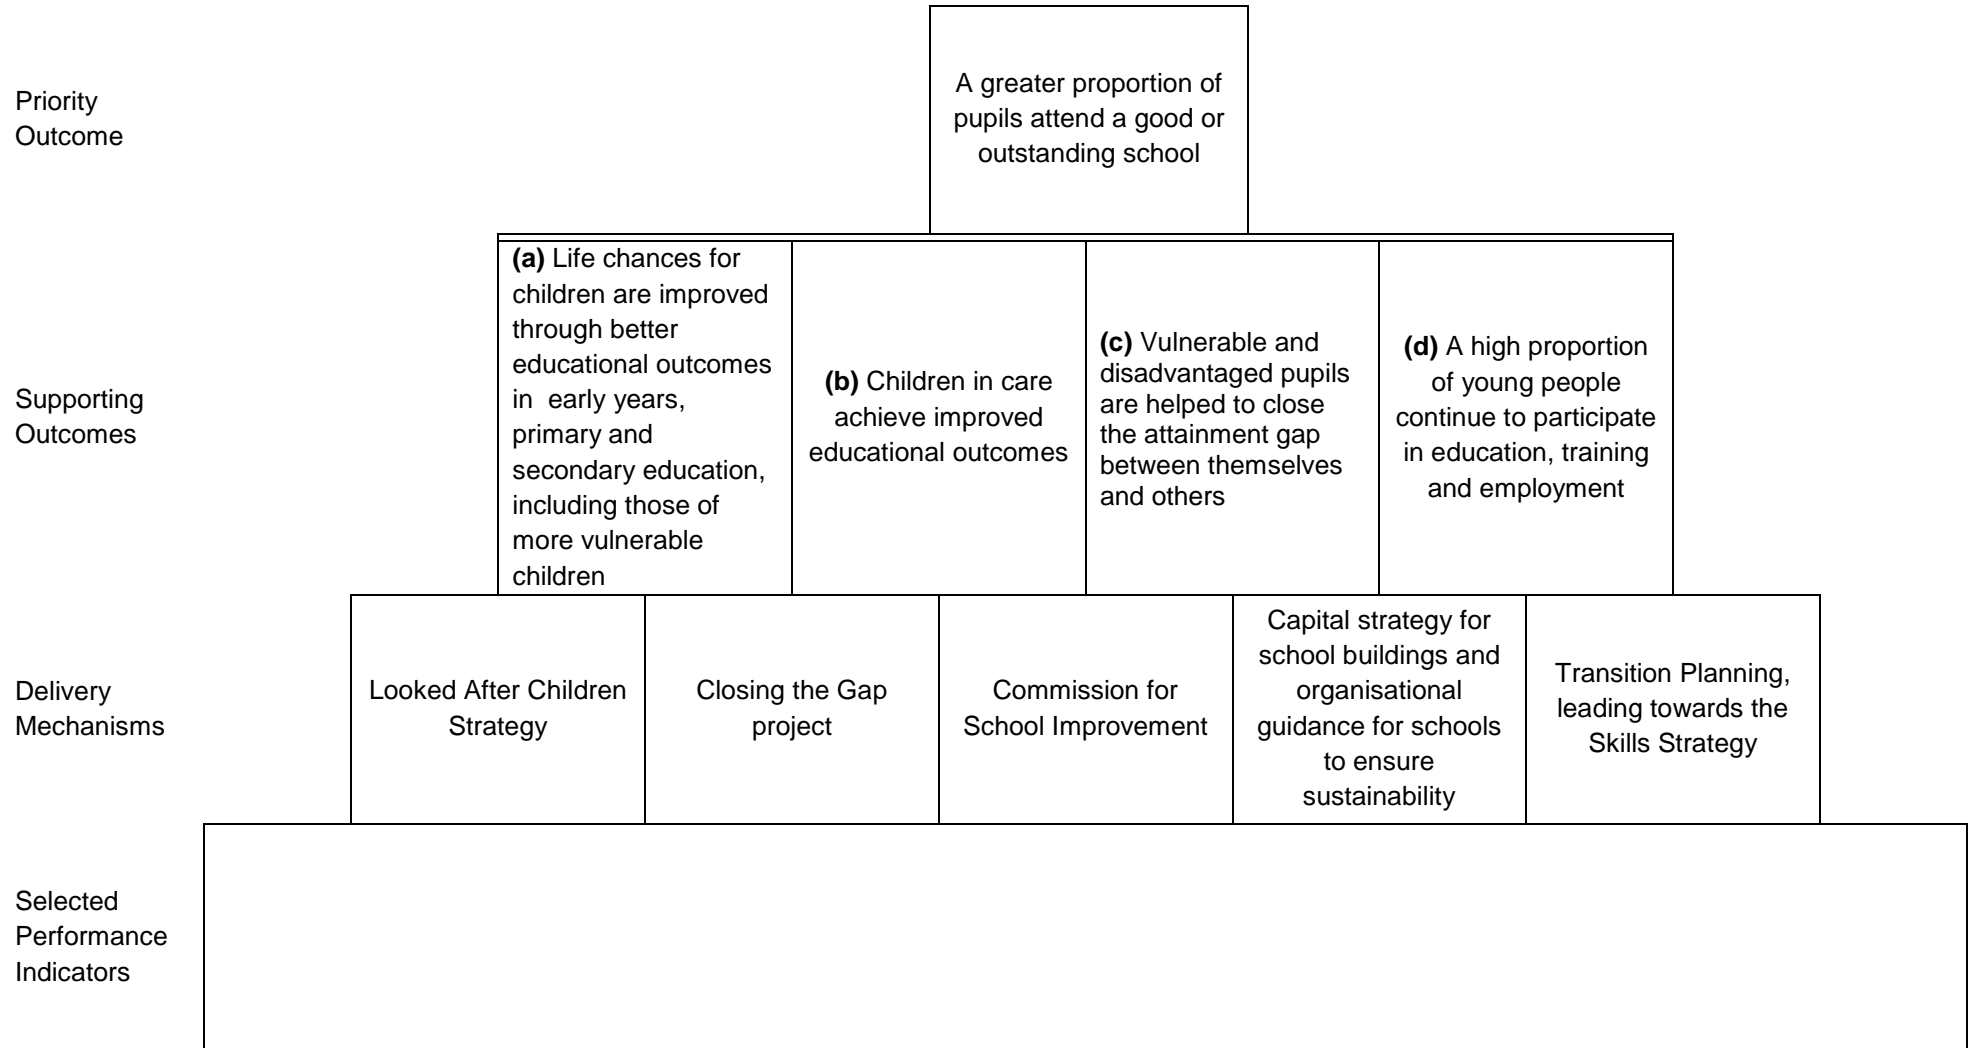 Priority
Outcome
A greater proportion of
pupils attend a good or
outstanding school
Supporting
Outcomes
(a) Life chances for
children are improved
through better
educational outcomes
in  early years,
primary and
secondary education,
including those of
more vulnerable
children
(b) Children in care
achieve improved
educational outcomes
(c) Vulnerable and
disadvantaged pupils
are helped to close
the attainment gap
between themselves
and others
(d) A high proportion
of young people
continue to participate
in education, training
and employment
Delivery
Mechanisms
Looked After Children
Strategy
Closing the Gap
project
Commission for
School Improvement
Capital strategy for
school buildings and
organisational
guidance for schools
to ensure
sustainability
Transition Planning,
leading towards the
Skills Strategy
Selected
Performance
Indicators